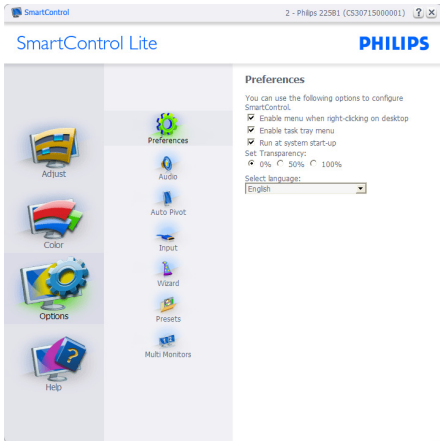 SmartControl
2 - Philips 225B1 (CS30715000001)
? ×
SmartControl Lite
PHILIPS
Adjust
Color
Options
Help
Preferences
Audio
Auto Pivot
Input
Wizard
Presets
Multi Monitors
Preferences
You can use the following options to configure
SmartControl.
Enable menu when right-clicking on desktop
Enable task tray menu
Run at system start-up
Set Transparency:
0% 50% 100%
Select language:
English